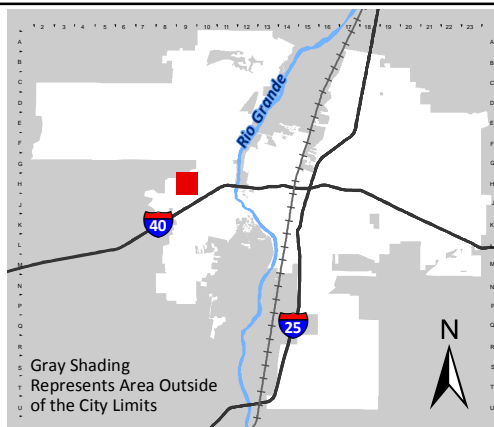 2 3 4 5 6 7 8 9 10 11 12 13 14 15 16 17 18 19 20 21 22 23
A
B
C
D
E
F
G
H
J
K
L
M
N
P
Q
R
S
T
U
Rio Grande
40
25
N
Gray Shading
Represents Area Outside
of the City Limits